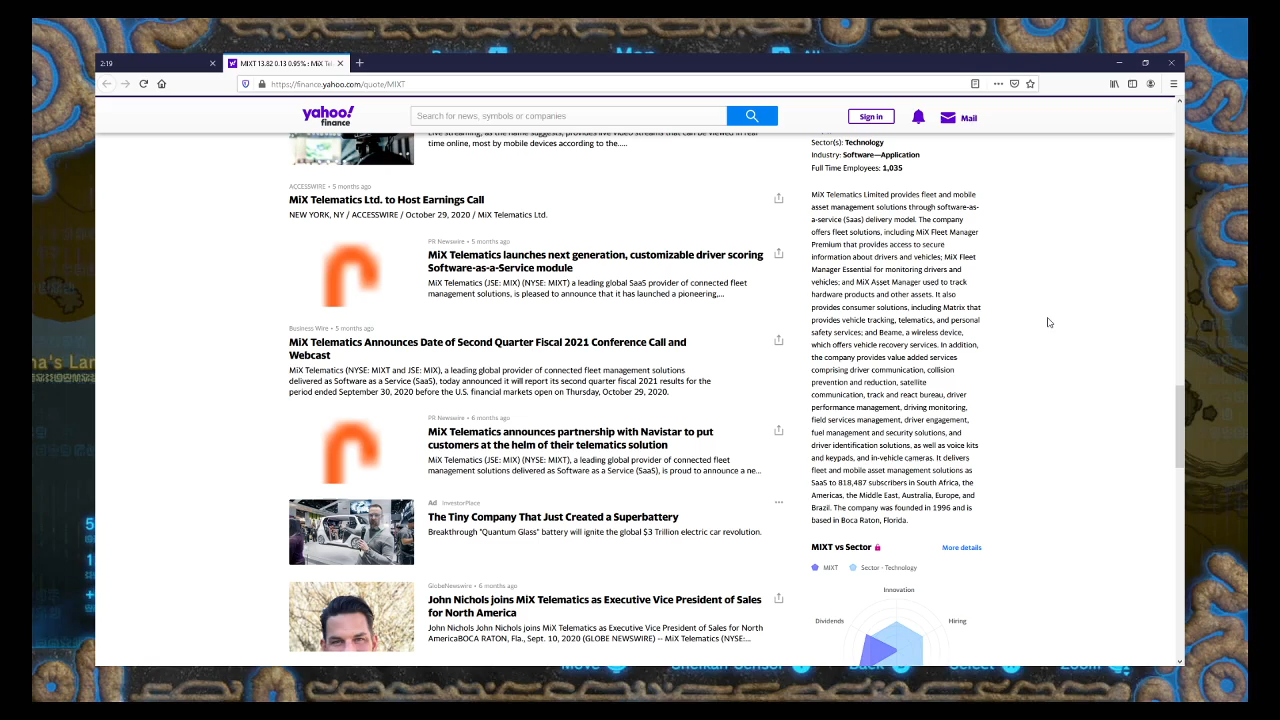 2:19
MIXT 13.82 0.13 0.95% : MiX Tel
https://finance.yahoo.com/quote/MIXT
yahoo!
finance
Search for news, symbols or companies
Sign in
Mail
Live streaming, as the name suggests, provides live video streams that can be viewed in real
time online, most by mobile devices according to the.....
ACCESSWIRE • 5 months ago
MiX Telematics Ltd. to Host Earnings Call
NEW YORK, NY / ACCESSWIRE / October 29, 2020 / MiX Telematics Ltd.
PR Newswire • 5 months ago
MiX Telematics launches next generation, customizable driver scoring
Software-as-a-Service module
MiX Telematics (JSE: MIX) (NYSE: MIXT) a leading global SaaS provider of connected fleet
management solutions, is pleased to announce that it has launched a pioneering,...
Business Wire • 5 months ago
MiX Telematics Announces Date of Second Quarter Fiscal 2021 Conference Call and
Webcast
MiX Telematics (NYSE: MIXT and JSE: MIX), a leading global provider of connected fleet management solutions
delivered as Software as a Service (SaaS), today announced it will report its second quarter fiscal 2021 results for the
period ended September 30, 2020 before the U.S. financial markets open on Thursday, October 29, 2020.
PR Newswire • 6 months ago
MiX Telematics announces partnership with Navistar to put
customers at the helm of their telematics solution
MiX Telematics (JSE: MIX) (NYSE: MIXT), a leading global provider of connected fleet
management solutions delivered as Software as a Service (SaaS), is proud to announce a ne...
Ad InvestorPlace
The Tiny Company That Just Created a Superbattery
Breakthrough "Quantum Glass" battery will ignite the global $3 Trillion electric car revolution.
GlobeNewswire • 6 months ago
John Nichols joins MiX Telematics as Executive Vice President of Sales
for North America
John Nichols John Nichols joins MiX Telematics as Executive Vice President of Sales for North
AmericaBOCA RATON, Fla., Sept. 10, 2020 (GLOBE NEWSWIRE) -- MiX Telematics (NYSE:...
Sector(s): Technology
Industry: Software—Application
Full Time Employees: 1,035
MiX Telematics Limited provides fleet and mobile
asset management solutions through software-as-
a-service (Saas) delivery model. The company
offers fleet solutions, including MiX Fleet Manager
Premium that provides access to secure
information about drivers and vehicles; MiX Fleet
Manager Essential for monitoring drivers and
vehicles; and MiX Asset Manager used to track
hardware products and other assets. It also
provides consumer solutions, including Matrix that
provides vehicle tracking, telematics, and personal
safety services; and Beame, a wireless device,
which offers vehicle recovery services. In addition,
the company provides value added services
comprising driver communication, collision
prevention and reduction, satellite
communication, track and react bureau, driver
performance management, driving monitoring,
field services management, driver engagement,
fuel management and security solutions, and
driver identification solutions, as well as voice kits
and keypads, and in-vehicle cameras. It delivers
fleet and mobile asset management solutions as
SaaS to 818,487 subscribers in South Africa, the
Americas, the Middle East, Australia, Europe, and
Brazil. The company was founded in 1996 and is
based in Boca Raton, Florida.
MIXT vs Sector
More details
MIXT
Sector - Technology
Innovation
Dividends
Hiring